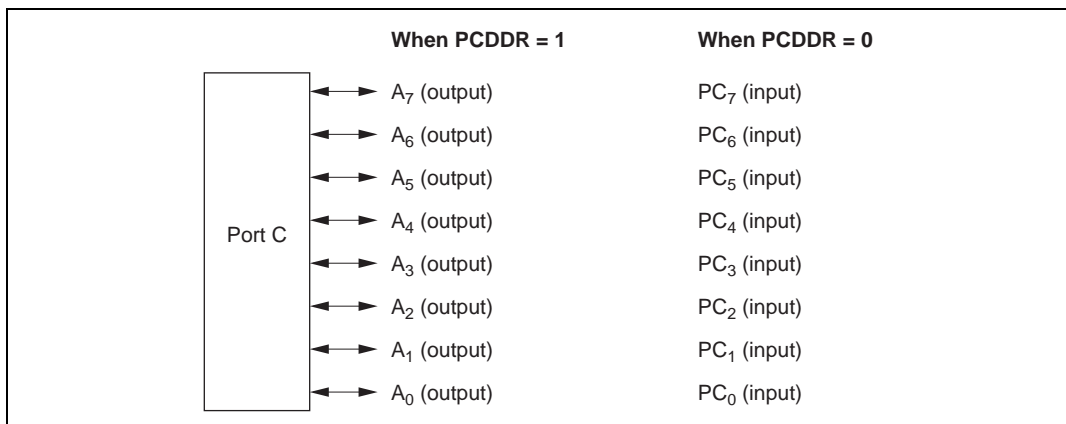 When PCDDR = 1 When PCDDR = 0
A7 (output) PC7 (input)
A6 (output) PC6 (input)
A5 (output) PC5 (input)
Port C A4 (output) PC4 (input)
A3 (output) PC3 (input)
A2 (output) PC2 (input)
A1 (output) PC1 (input)
A0 (output) PC0 (input)